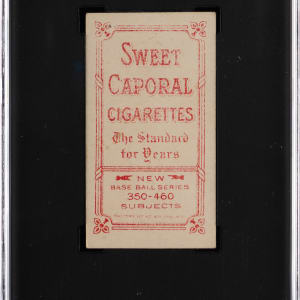 SWEET
CAPORAL
CIGARETTES
The Standard
for Years
NEW
BASE BALL SERIES
350-460
SUBJECTS